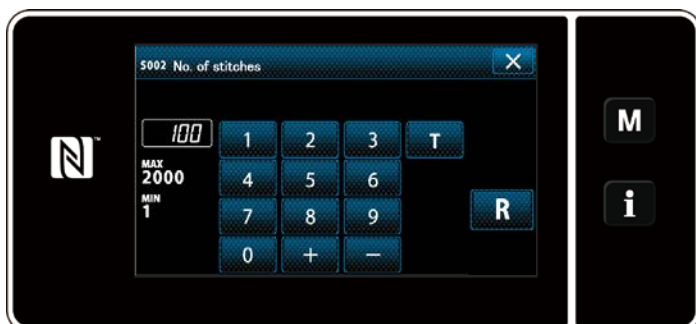 S002 No. of stitches
100
1 2 3 T
M
MAX
2000
4 5 6
MIN
1
7 8 9 R
i
0 + −
N™